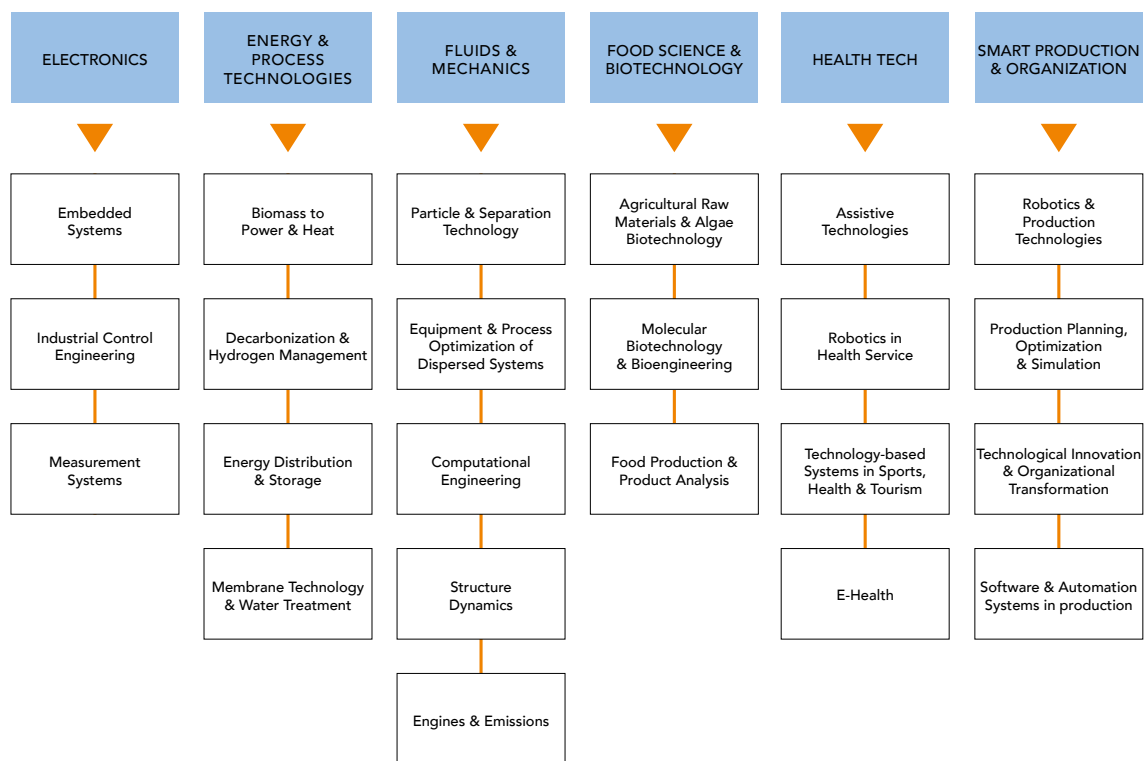 ELECTRONICS
ENERGY &
PROCESS
TECHNOLOGIES
FLUIDS &
MECHANICS
FOOD SCIENCE &
BIOTECHNOLOGY
HEALTH TECH
SMART PRODUCTION
& ORGANIZATION
Embedded
Systems
Industrial Control
Engineering
Measurement
Systems
Biomass to
Power & Heat
Decarbonization &
Hydrogen Management
Energy Distribution
& Storage
Membrane Technology
& Water Treatment
Particle & Separation
Technology
Equipment & Process
Optimization of
Dispersed Systems
Computational
Engineering
Structure
Dynamics
Engines & Emissions
Agricultural Raw
Materials & Algae
Biotechnology
Molecular
Biotechnology
& Bioengineering
Food Production &
Product Analysis
Assistive
Technologies
Robotics in
Health Service
Technology-based
Systems in Sports,
Health & Tourism
E-Health
Robotics &
Production
Technologies
Production Planning,
Optimization
& Simulation
Technological Innovation
& Organizational
Transformation
Software & Automation
Systems in production